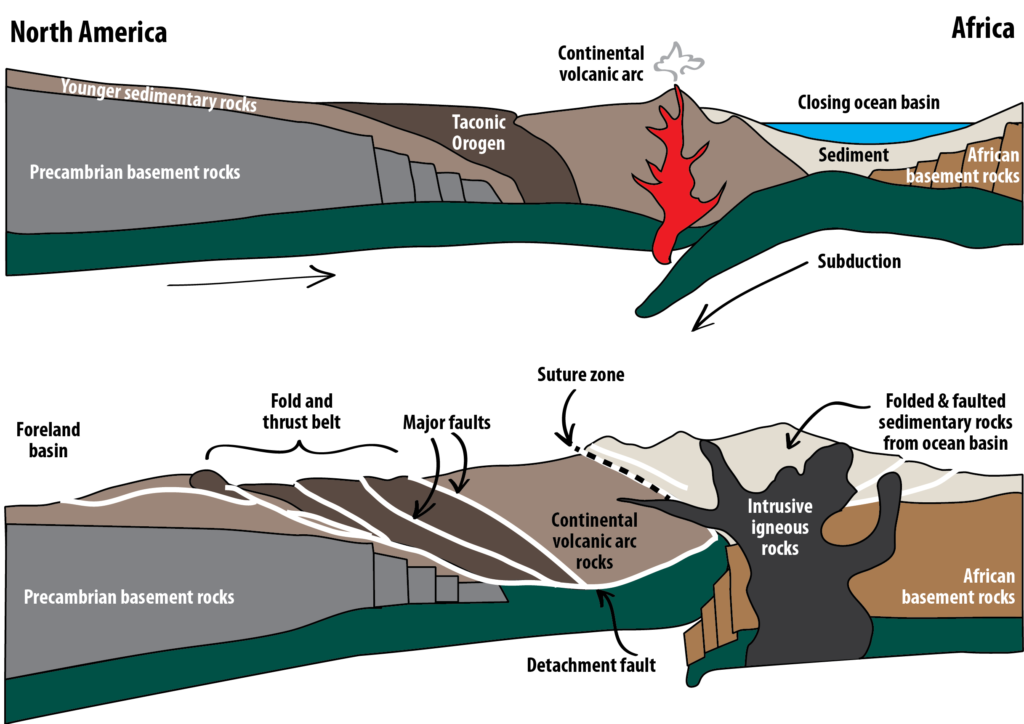 North America
Africa
Continental
volcanic arc
Younger sedimentary rocks
Closing ocean basin
Taconic
Orogen
Sediment
African
basement rocks
Precambrian basement rocks
Subduction
Suture zone
Fold and
thrust belt
Major faults
Folded & faulted
sedimentary rocks
from ocean basin
Foreland
basin
Continental
volcanic arc
rocks
Intrusive
igneous
rocks
Precambrian basement rocks
African
basement rocks
Detachment fault